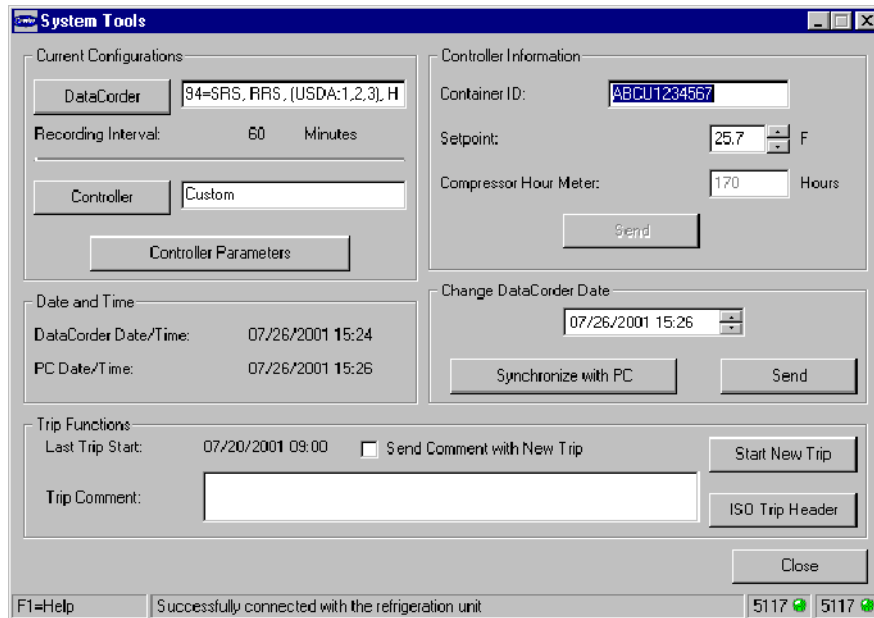 System Tools
Current Configurations
DataCorder
94=SRS, RRS, (USDA:1,2,3), H
Recording Interval: 60 Minutes
Controller
Custom
Controller Parameters
Controller Information
Container ID: ABCU1234567
Setpoint: 25.7 F
Compressor Hour Meter: 170 Hours
Send
Date and Time
DataCorder Date/Time: 07/26/2001 15:24
PC Date/Time: 07/26/2001 15:26
Change DataCorder Date
07/26/2001 15:26
Synchronize with PC
Send
Trip Functions
Last Trip Start: 07/20/2001 09:00
Send Comment with New Trip
Start New Trip
Trip Comment:
ISO Trip Header
Close
F1=Help
Successfully connected with the refrigeration unit
5117
5117